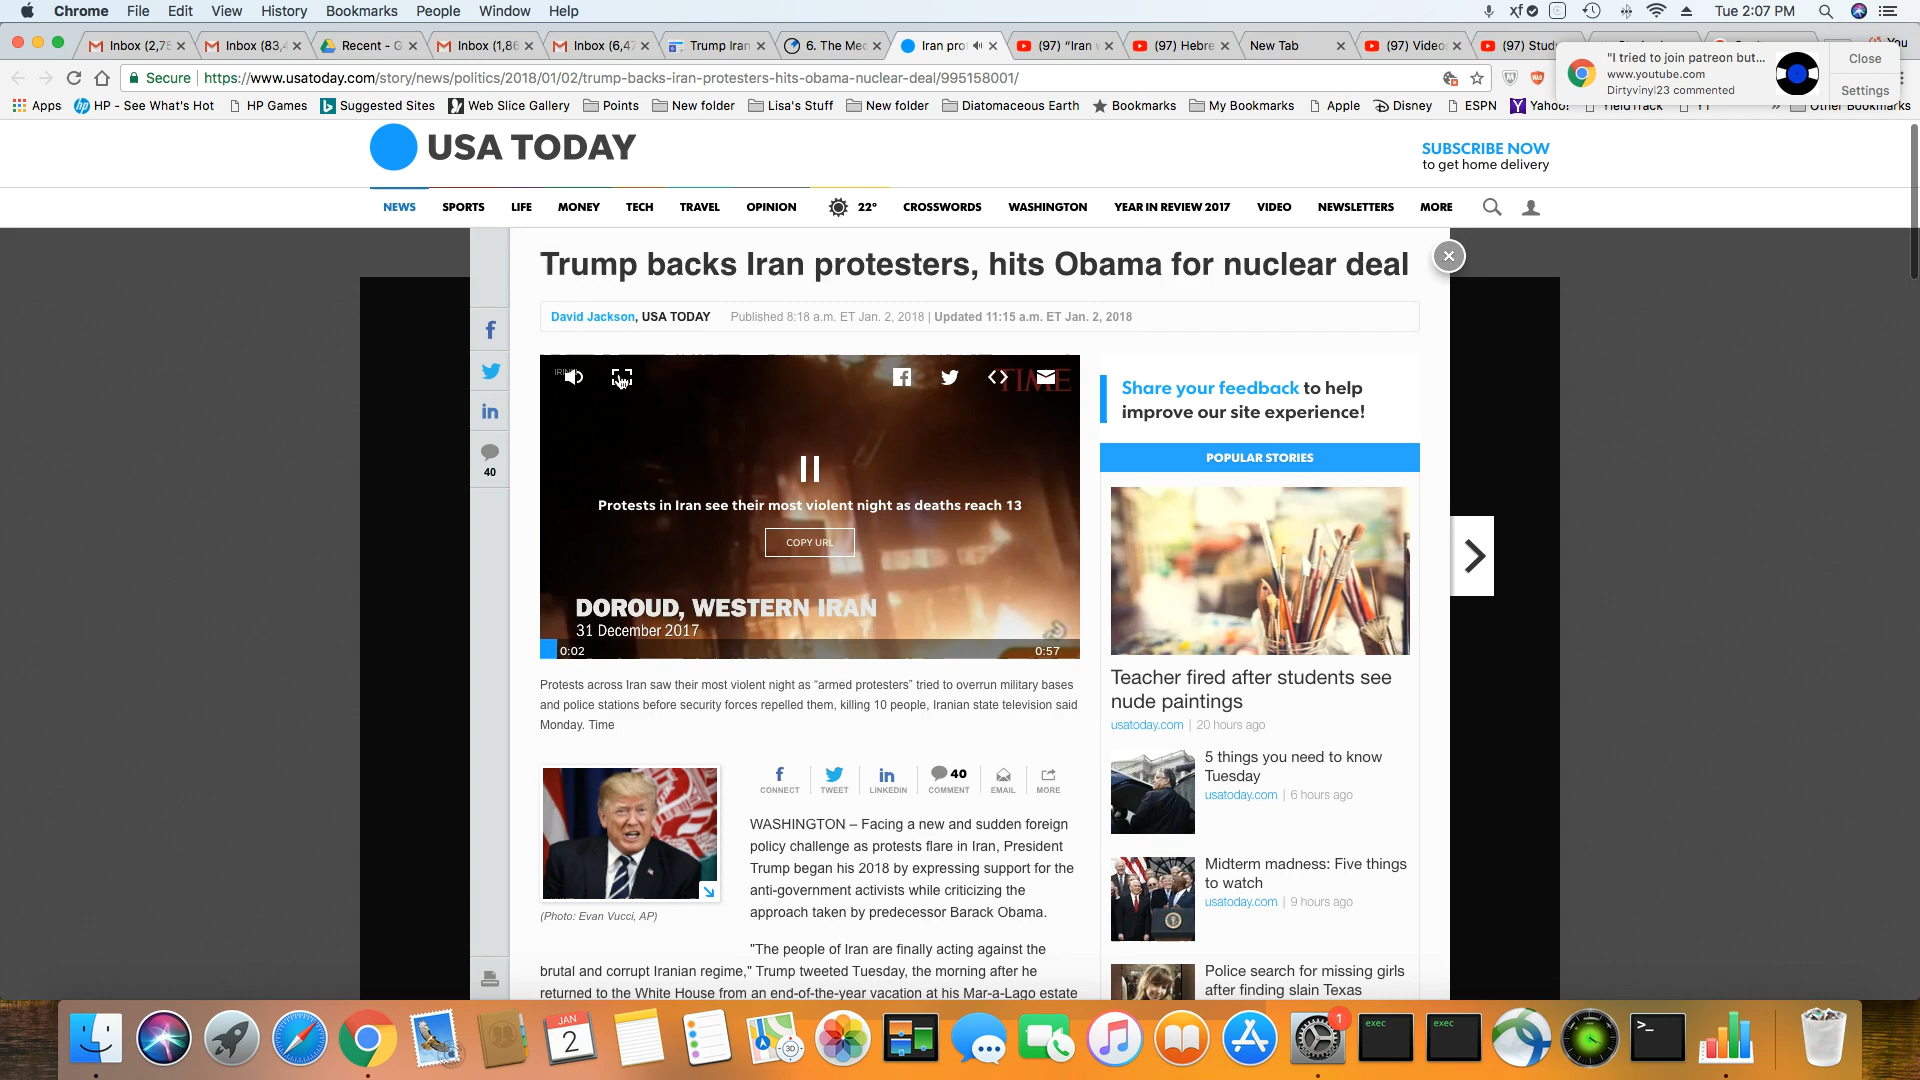 Chrome File Edit View History Bookmarks People Window Help
Tue 2:07 PM
Inbox (2,7
Inbox (83,
Recent - G
Inbox (1,8
Inbox (6,4
Trump Iran
6. The Me
Iran pro
(97) "Iran
(97) Hebre
New Tab
(97) Video
(97) Stud
You
Secure https://www.usatoday.com/story/news/politics/2018/01/02/trump-backs-iran-protesters-hits-obama-nuclear-deal/995158001/
"I tried to join patreon but...
www.youtube.com
Dirtyvinyl23 commented
Close
Settings
Apps HP - See What's Hot HP Games Suggested Sites Web Slice Gallery Points New folder Lisa's Stuff New folder Diatomaceous Earth Bookmarks My Bookmarks Apple Disney ESPN Yahoo! YieldTrack YT » Other Bookmarks
USA TODAY
SUBSCRIBE NOW
to get home delivery
NEWS SPORTS LIFE MONEY TECH TRAVEL OPINION 22° CROSSWORDS WASHINGTON YEAR IN REVIEW 2017 VIDEO NEWSLETTERS MORE
Trump backs Iran protesters, hits Obama for nuclear deal
David Jackson, USA TODAY Published 8:18 a.m. ET Jan. 2, 2018 | Updated 11:15 a.m. ET Jan. 2, 2018
40
TIME
Protests in Iran see their most violent night as deaths reach 13
COPY URL
DOROUD, WESTERN IRAN
31 December 2017
0:02
0:57
Protests across Iran saw their most violent night as “armed protesters” tried to overrun military bases
and police stations before security forces repelled them, killing 10 people, Iranian state television said
Monday. Time
(Photo: Evan Vucci, AP)
CONNECT
TWEET
LINKEDIN
40
COMMENT
EMAIL
MORE
WASHINGTON – Facing a new and sudden foreign
policy challenge as protests flare in Iran, President
Trump began his 2018 by expressing support for the
anti-government activists while criticizing the
approach taken by predecessor Barack Obama.
"The people of Iran are finally acting against the
brutal and corrupt Iranian regime," Trump tweeted Tuesday, the morning after he
returned to the White House from an end-of-the-year vacation at his Mar-a-Lago estate
Share your feedback to help
improve our site experience!
POPULAR STORIES
Teacher fired after students see
nude paintings
usatoday.com | 20 hours ago
5 things you need to know
Tuesday
usatoday.com | 6 hours ago
Midterm madness: Five things
to watch
usatoday.com | 9 hours ago
Police search for missing girls
after finding slain Texas
JAN
2
3D
1
exec
exec
>_